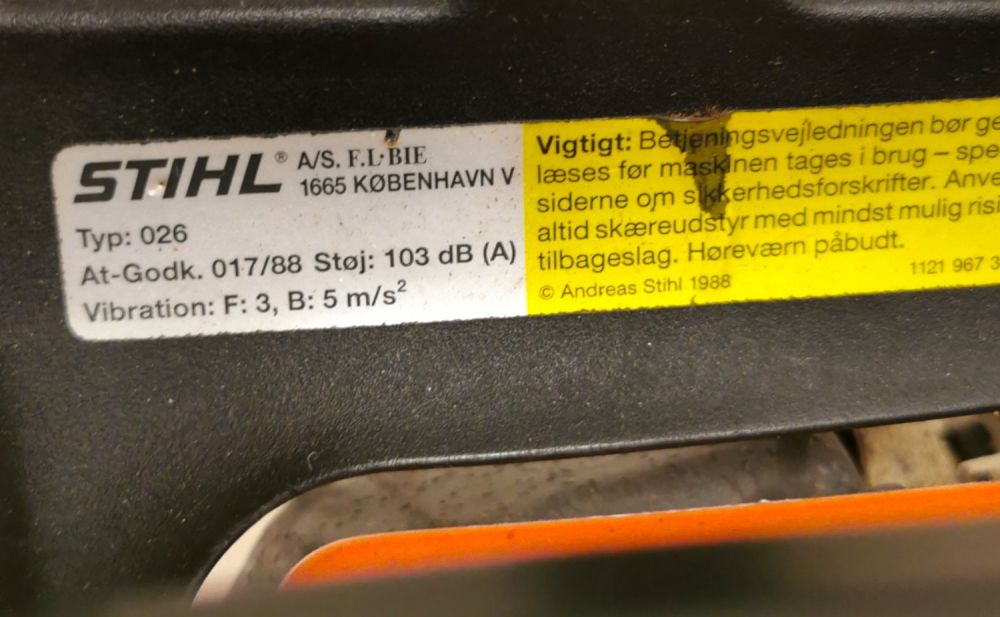 STIHL® A/S. F.L. BIE
1665 KØBENHAVN V
Typ: 026
At-Godk. 017/88 Støj: 103 dB (A)
Vibration: F: 3, B: 5 m/s²
Vigtigt: Betjeningsvejledningen bør
læses før maskinen tages i brug –
siderne om sikkerhedsforskrifter.
altid skæreudstyr med mindst mulig
tilbageslag. Høreværn påbudt.
© Andreas Stihl 1988
1121 967 3